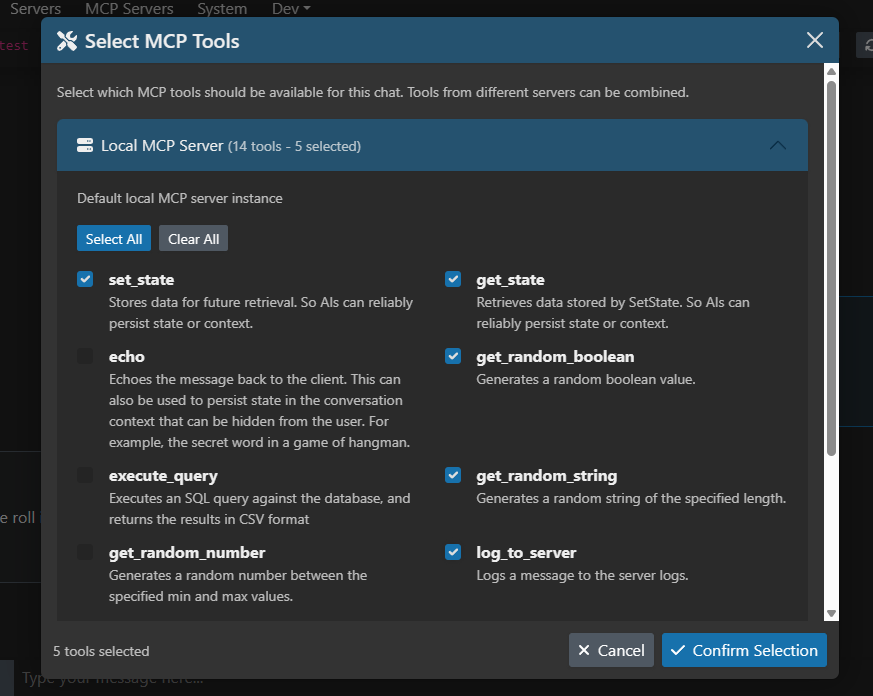 Servers MCP Servers System Dev
test
Select MCP Tools
Select which MCP tools should be available for this chat. Tools from different servers can be combined.
Local MCP Server (14 tools - 5 selected)
Default local MCP server instance
Select All Clear All
set_state
Stores data for future retrieval. So AIs can reliably
persist state or context.
get_state
Retrieves data stored by SetState. So AIs can
reliably persist state or context.
echo
Echoes the message back to the client. This can
also be used to persist state in the conversation
context that can be hidden from the user. For
example, the secret word in a game of hangman.
get_random_boolean
Generates a random boolean value.
execute_query
Executes an SQL query against the database, and
returns the results in CSV format
get_random_string
Generates a random string of the specified length.
get_random_number
Generates a random number between the
specified min and max values.
log_to_server
Logs a message to the server logs.
e roll
5 tools selected
Cancel Confirm Selection
Type your message here...